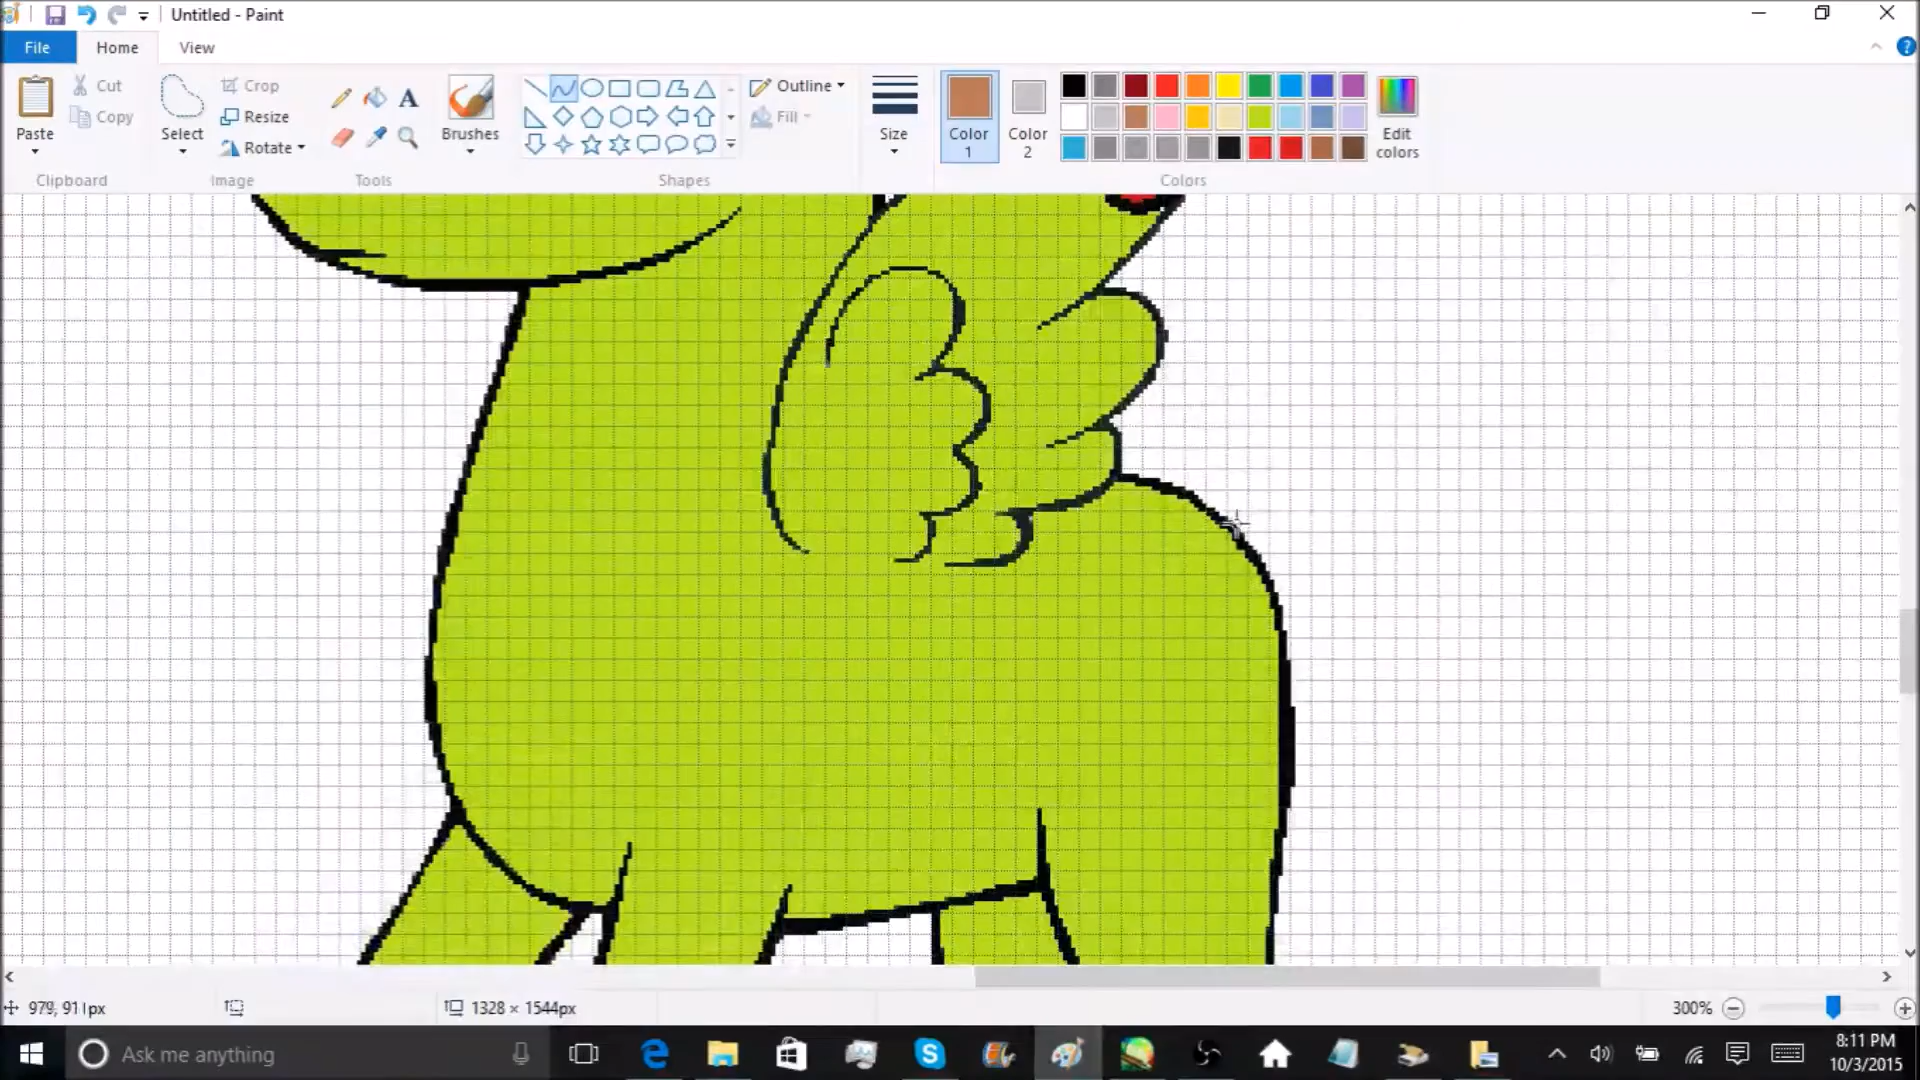 Untitled - Paint
File Home View
Paste
Cut
Copy
Clipboard
Select
Crop
Resize
Rotate
Image
A
Tools
Brushes
Shapes
Outline
Fill
Size
Color 1
Color 2
Edit colors
Colors
979, 911px
1328 × 1544px
300%
Ask me anything
8:11 PM
10/3/2015